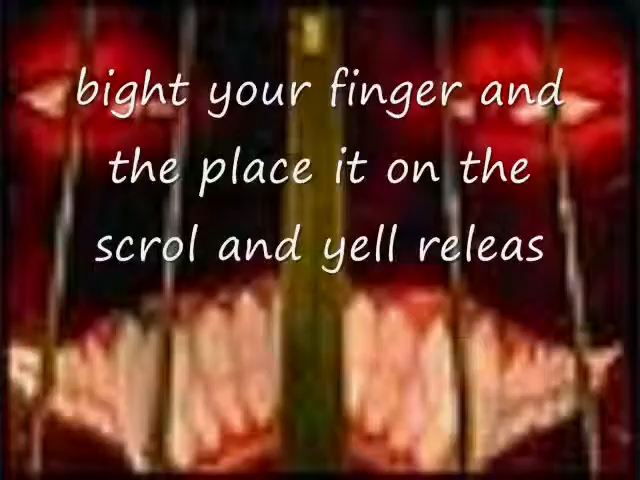 bight your finger and
the place it on the
scrol and yell releas